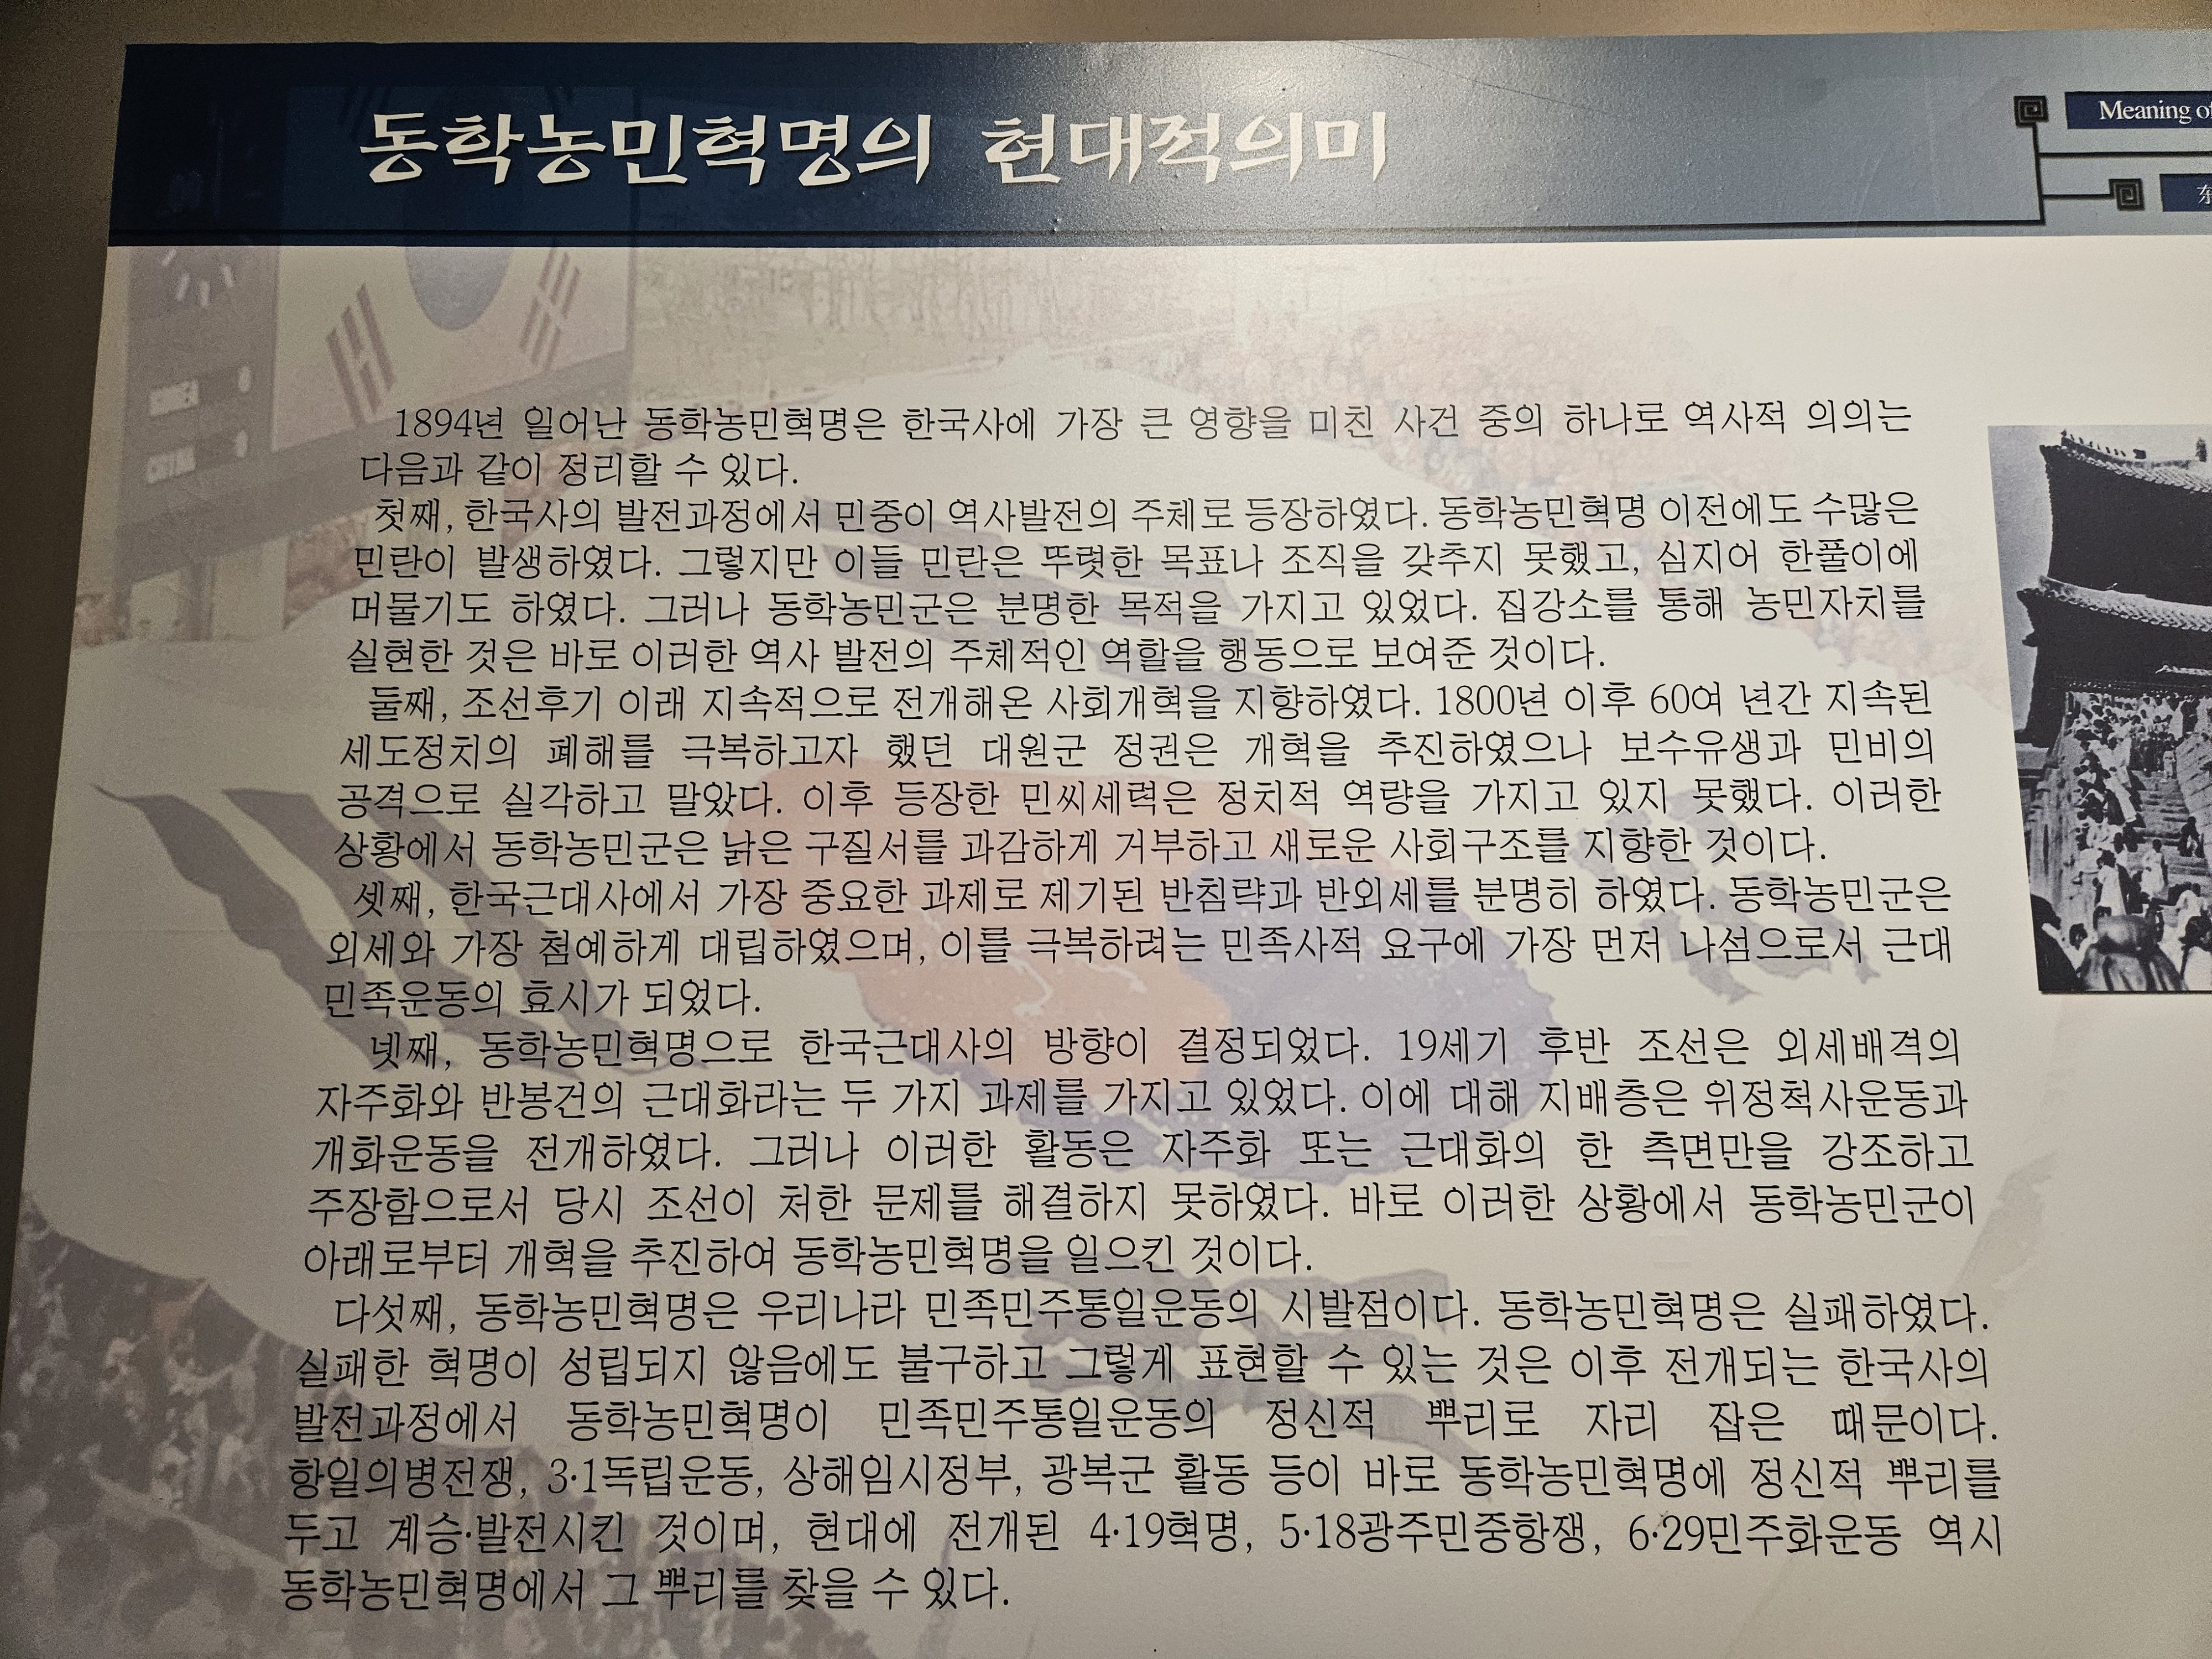 동학농민혁명의 현대적의미
Meaning of
1894년 일어난 동학농민혁명은 한국사에 가장 큰 영향을 미친 사건 중의 하나로 역사적 의의는
다음과 같이 정리할 수 있다.
첫째, 한국사의 발전과정에서 민중이 역사발전의 주체로 등장하였다. 동학농민혁명 이전에도 수많은
민란이 발생하였다. 그렇지만 이들 민란은 뚜렷한 목표나 조직을 갖추지 못했고, 심지어 한풀이에
머물기도 하였다. 그러나 동학농민군은 분명한 목적을 가지고 있었다. 집강소를 통해 농민자치를
실현한 것은 바로 이러한 역사 발전의 주체적인 역할을 행동으로 보여준 것이다.
둘째, 조선후기 이래 지속적으로 전개해온 사회개혁을 지향하였다. 1800년 이후 60여 년간 지속된
세도정치의 폐해를 극복하고자 했던 대원군 정권은 개혁을 추진하였으나 보수유생과 민비의
공격으로 실각하고 말았다. 이후 등장한 민씨세력은 정치적 역량을 가지고 있지 못했다. 이러한
상황에서 동학농민군은 낡은 구질서를 과감하게 거부하고 새로운 사회구조를 지향한 것이다.
셋째, 한국근대사에서 가장 중요한 과제로 제기된 반침략과 반외세를 분명히 하였다. 동학농민군은
외세와 가장 첨예하게 대립하였으며, 이를 극복하려는 민족사적 요구에 가장 먼저 나섬으로서 근대
민족운동의 효시가 되었다.
넷째, 동학농민혁명으로 한국근대사의 방향이 결정되었다. 19세기 후반 조선은 외세배격의
자주화와 반봉건의 근대화라는 두 가지 과제를 가지고 있었다. 이에 대해 지배층은 위정척사운동과
개화운동을 전개하였다. 그러나 이러한 활동은 자주화 또는 근대화의 한 측면만을 강조하고
주장함으로서 당시 조선이 처한 문제를 해결하지 못하였다. 바로 이러한 상황에서 동학농민군이
아래로부터 개혁을 추진하여 동학농민혁명을 일으킨 것이다.
다섯째, 동학농민혁명은 우리나라 민족민주통일운동의 시발점이다. 동학농민혁명은 실패하였다.
실패한 혁명이 성립되지 않음에도 불구하고 그렇게 표현할 수 있는 것은 이후 전개되는 한국사의
발전과정에서 동학농민혁명이 민족민주통일운동의 정신적 뿌리로 자리 잡은 때문이다.
항일의병전쟁, 3·1독립운동, 상해임시정부, 광복군 활동 등이 바로 동학농민혁명에 정신적 뿌리를
두고 계승·발전시킨 것이며, 현대에 전개된 4·19혁명, 5·18광주민중항쟁, 6·29민주화운동 역시
동학농민혁명에서 그 뿌리를 찾을 수 있다.